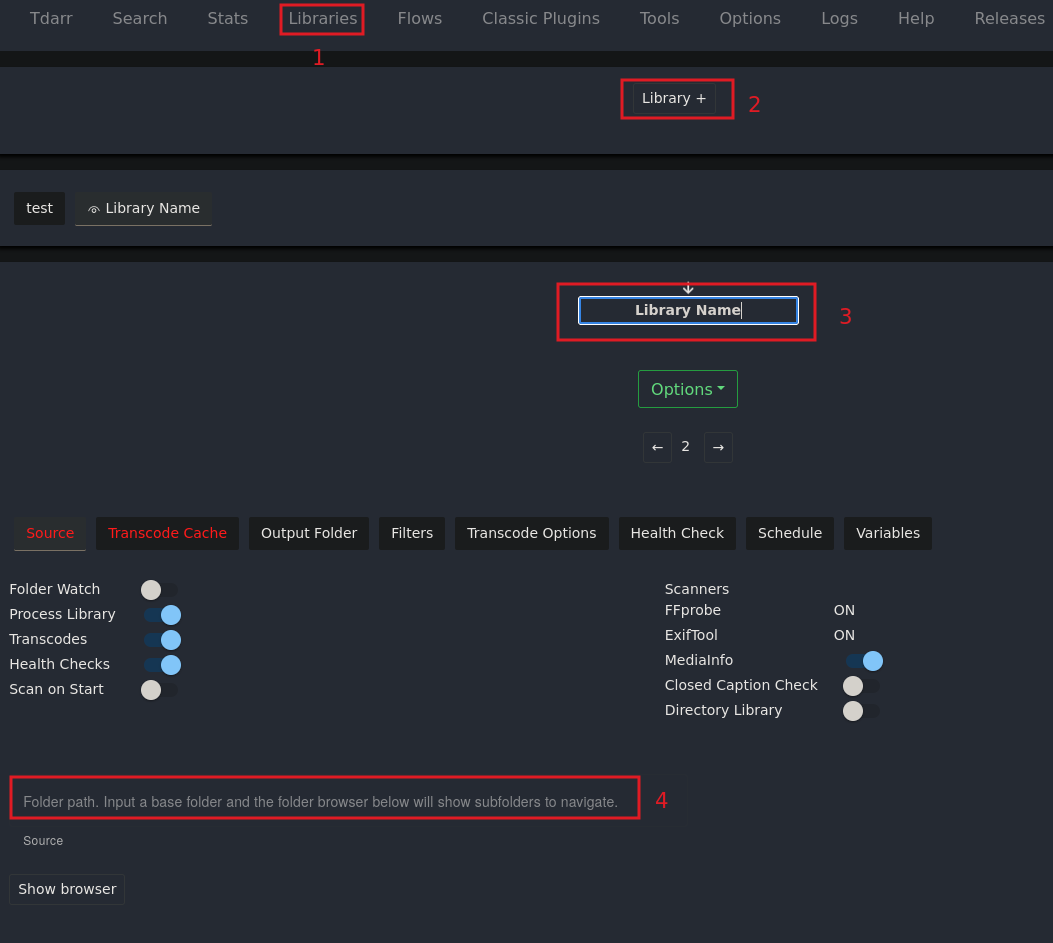 Tdarr Search Stats Libraries Flows Classic Plugins Tools Options Logs Help Releases
1
Library + 2
test Library Name
Library Name 3
Options
← 2 →
Source Transcode Cache Output Folder Filters Transcode Options Health Check Schedule Variables
Folder Watch
Process Library
Transcodes
Health Checks
Scan on Start
Scanners
FFprobe ON
ExifTool ON
MediaInfo
Closed Caption Check
Directory Library
Folder path. Input a base folder and the folder browser below will show subfolders to navigate. 4
Source
Show browser